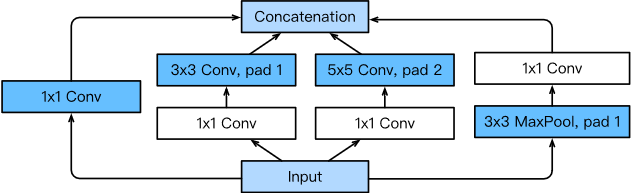 Concatenation
3x3 Conv, pad 1
5x5 Conv, pad 2
1x1 Conv
1x1 Conv
1x1 Conv
1x1 Conv
3x3 MaxPool, pad 1
Input